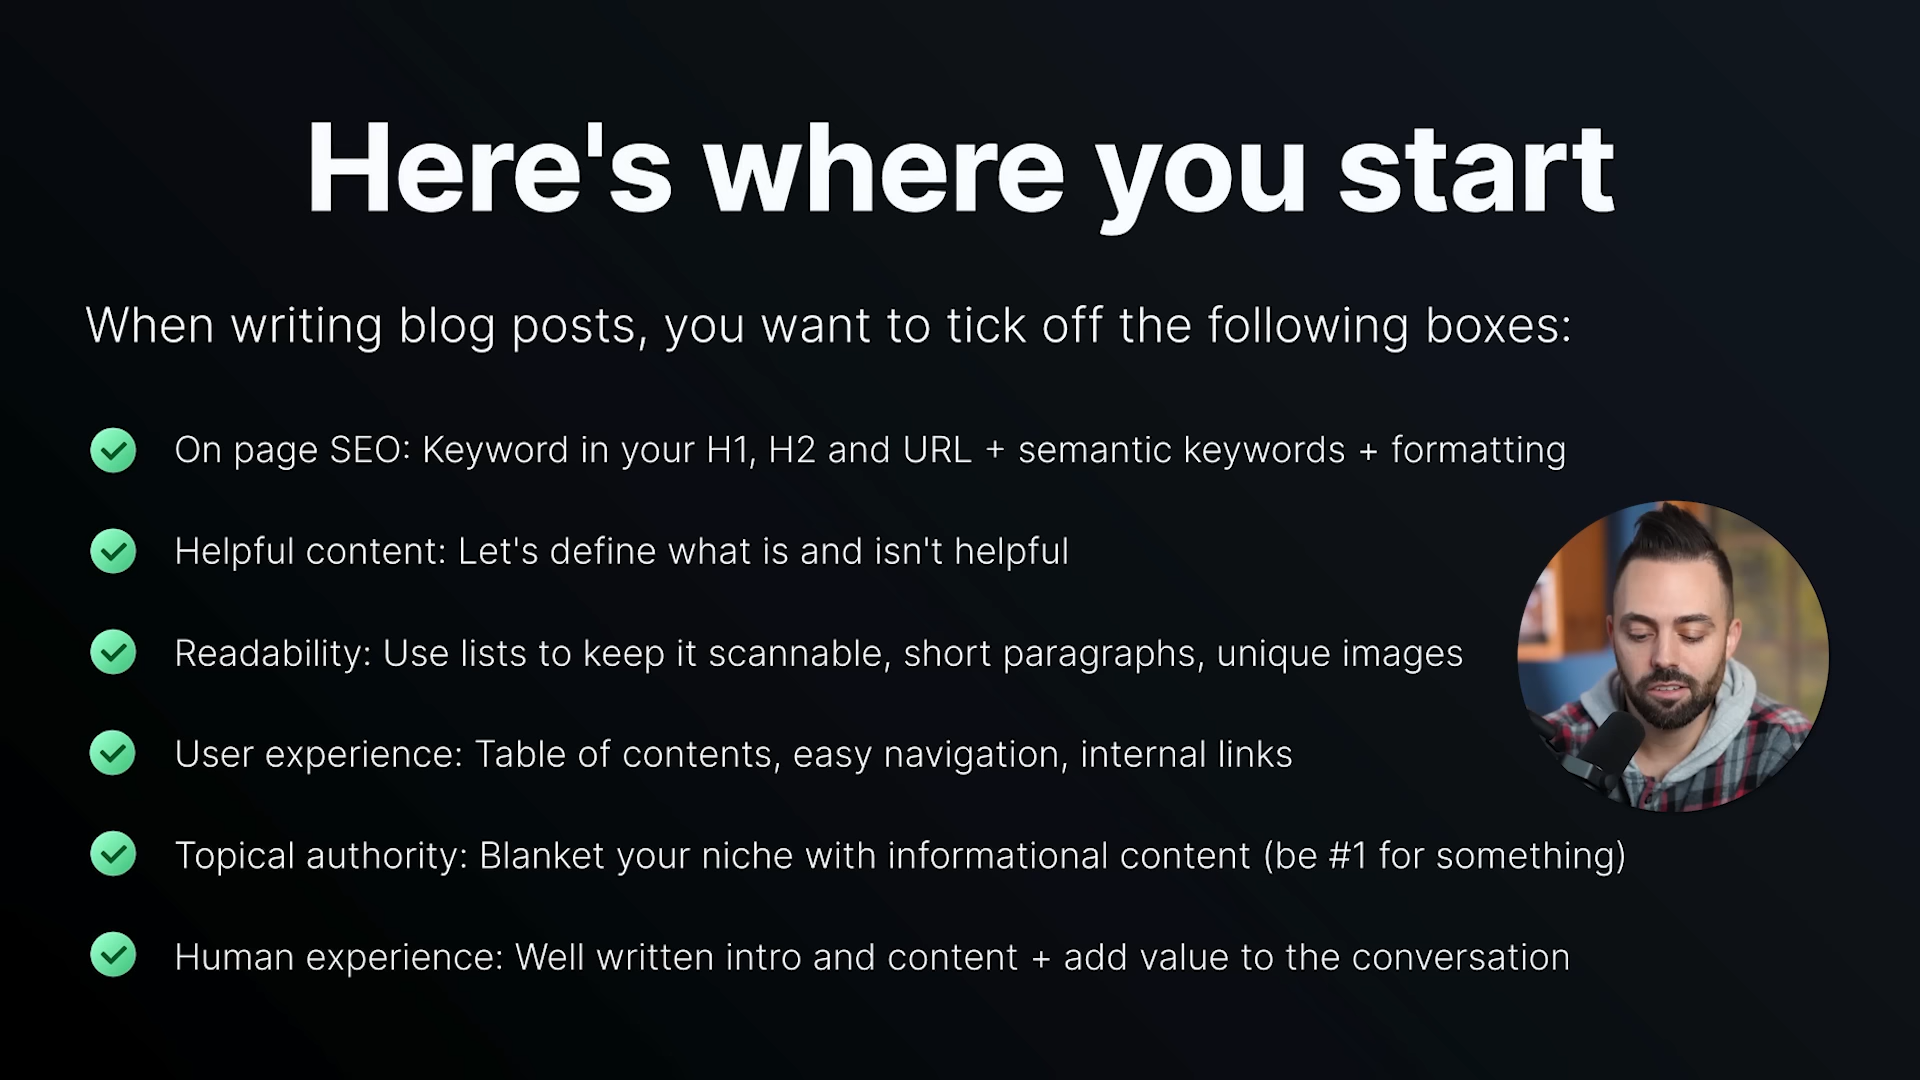 Here's where you start
When writing blog posts, you want to tick off the following boxes:
On page SEO: Keyword in your H1, H2 and URL + semantic keywords + formatting
Helpful content: Let's define what is and isn't helpful
Readability: Use lists to keep it scannable, short paragraphs, unique images
User experience: Table of contents, easy navigation, internal links
Topical authority: Blanket your niche with informational content (be #1 for something)
Human experience: Well written intro and content + add value to the conversation